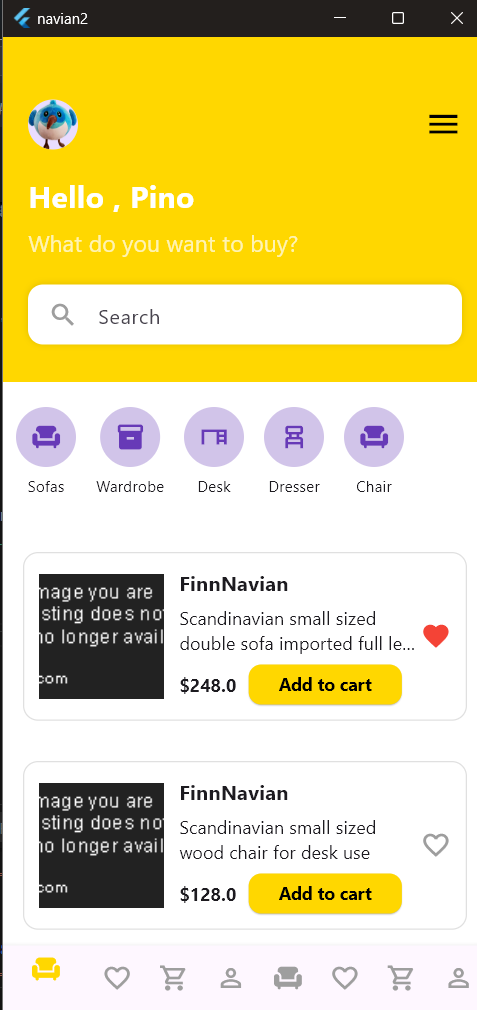 navian2
Hello , Pino
What do you want to buy?
Search
Sofas
Wardrobe
Desk
Dresser
Chair
mage you are
sting does no
no longer avail
com
FinnNavian
Scandinavian small sized
double sofa imported full le...
$248.0
Add to cart
mage you are
sting does no
no longer avail
com
FinnNavian
Scandinavian small sized
wood chair for desk use
$128.0
Add to cart